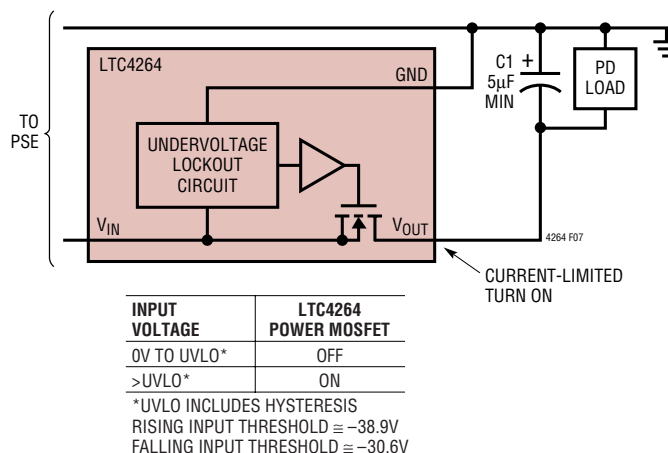 LTC4264
GND
C1
+
5µF
MIN
PD
LOAD
TO
PSE
UNDERVOLTAGE
LOCKOUT
CIRCUIT
VIN
VOUT
4264 F07
CURRENT-LIMITED
TURN ON
INPUT
VOLTAGE
LTC4264
POWER MOSFET
0V TO UVLO*
OFF
>UVLO*
ON
*UVLO INCLUDES HYSTERESIS
RISING INPUT THRESHOLD ≅ –38.9V
FALLING INPUT THRESHOLD ≅ –30.6V